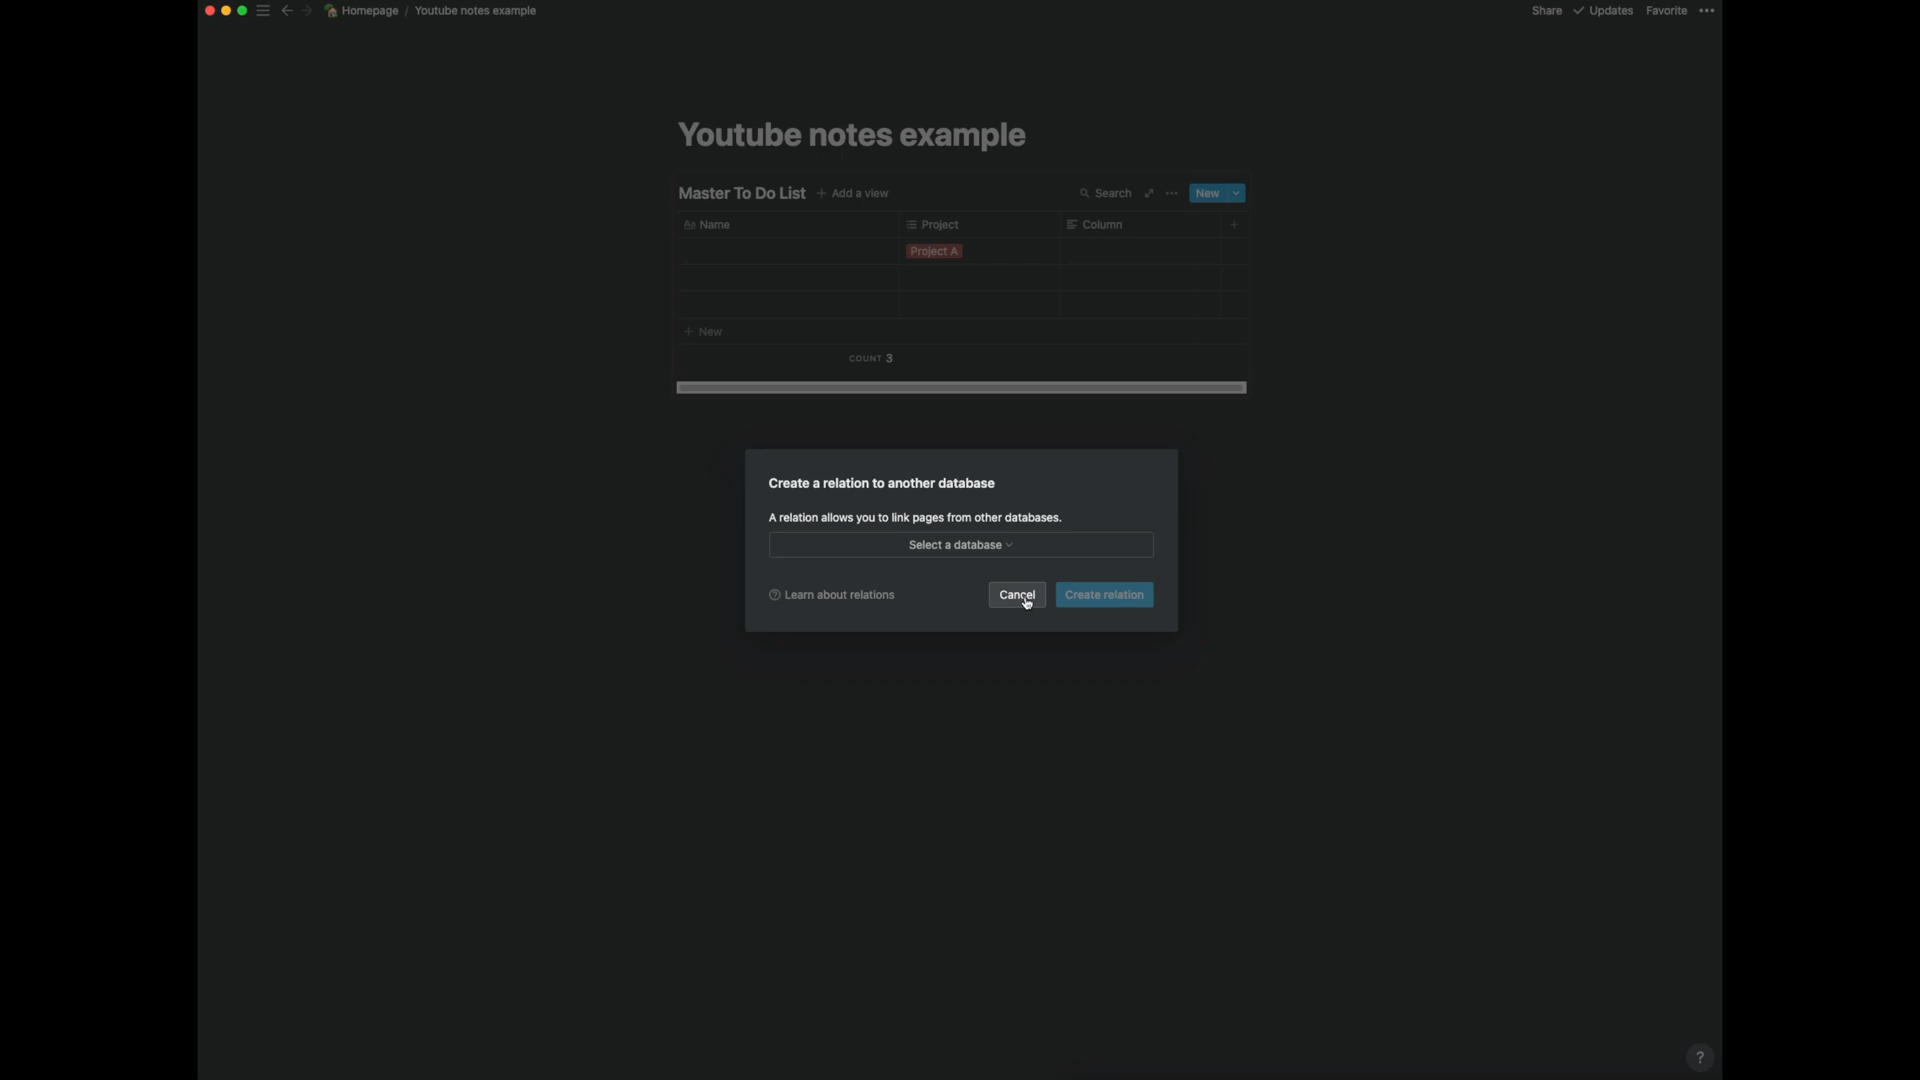 Homepage / Youtube notes example
Share Updates Favorite
Youtube notes example
Master To Do List + Add a view Search New
Aa Name Project Column +
Project A
+ New
COUNT 3
Create a relation to another database
A relation allows you to link pages from other databases.
Select a database
? Learn about relations Cancel Create relation
?